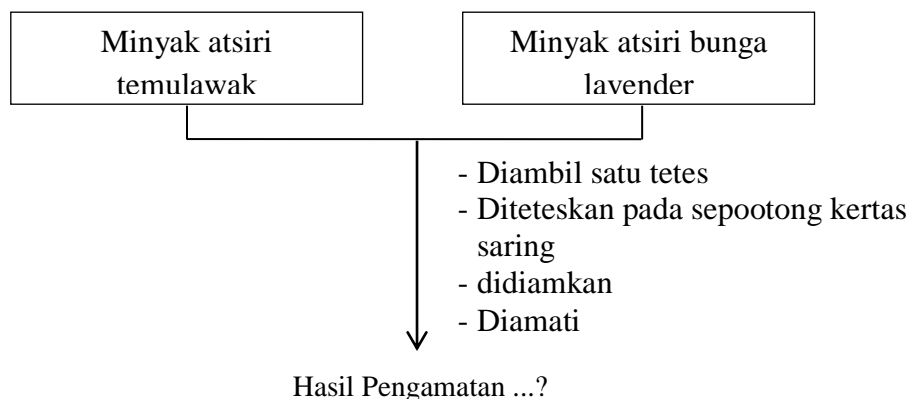 Minyak atsiri
temulawak
Minyak atsiri bunga
lavender
- Diambil satu tetes
- Diteteskan pada sepootong kertas
saring
- didiamkan
- Diamati
Hasil Pengamatan ...?